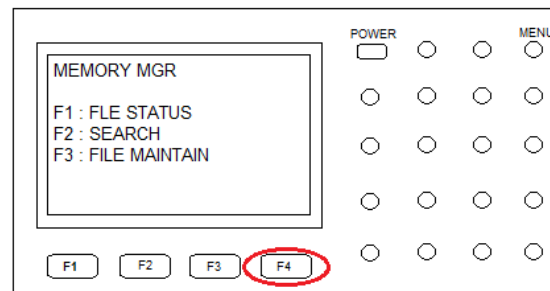 POWER
MENU
MEMORY MGR
F1 : FLE STATUS
F2 : SEARCH
F3 : FILE MAINTAIN
F1
F2
F3
F4